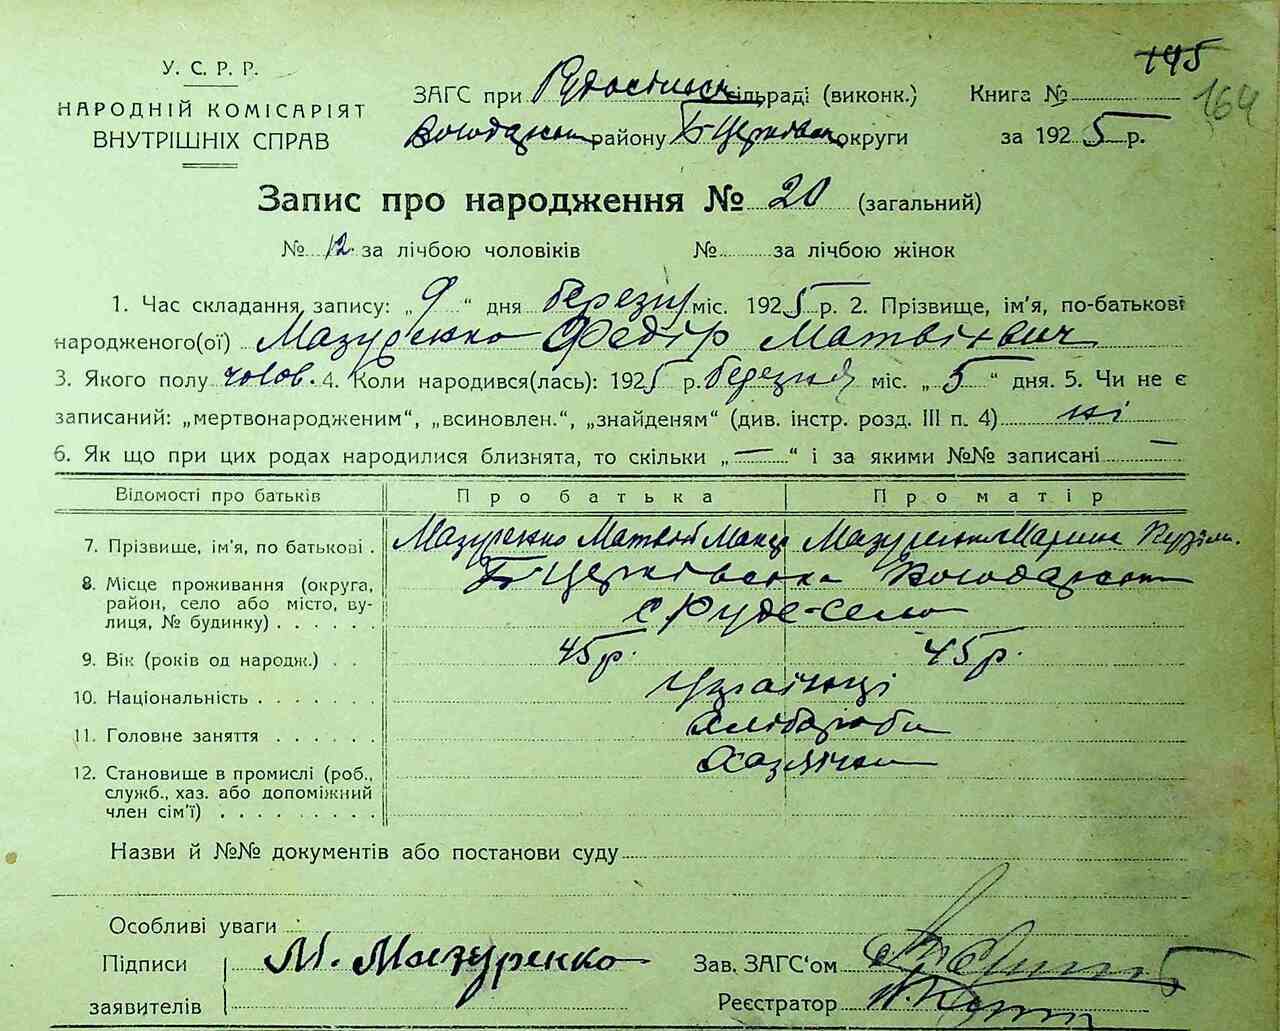 145
164
У. С. Р. Р.
НАРОДНІЙ КОМІСАРІЯТ
ВНУТРІШНІХ СПРАВ
ЗАГС при Рудосільск сільраді (виконк.) Книга №
району Б Церківськ округи за 1925 р.
Запис про народження № 20 (загальний)
№ 12 за лічбою чоловіків № за лічбою жінок
1. Час складання запису: „9“ дня березня міс. 1925 р. 2. Прізвище, ім'я, по-батькові
народженого(ої) Мазуренко Федір Матвієвич
3. Якого полу чолов. 4. Коли народився(лась): 1925 р. березня міс. „5“ дня. 5. Чи не є
записаний: „мертвонародженим“, „всиновлен.“, „знайденям“ (див. інстр. розд. III п. 4) ні
6. Як що при цих родах народилися близнята, то скільки „—“ і за якими №№ записані —
Відомості про батьків Про батька Про матір
7. Прізвище, ім'я, по батькові . Мазуренко Матвій Мазуренко Марина
8. Місце проживання (округа, Б Церківська
район, село або місто, ву- с Руде-село
лиця, № будинку) . . . . . .
9. Вік (років од народж.) . . 45 р. 45 р.
10. Національність . . . . . . . Українці
11. Головне заняття . . . . . . Хлібороби
12. Становище в промислі (роб.,
служб., хаз. або допоміжний
член сім'ї) . . . . . . . . .
Назви й №№ документів або постанови суду
Особливі уваги
Підписи М. Мазуренко Зав. ЗАГС‘ом
заявителів Реєстратор